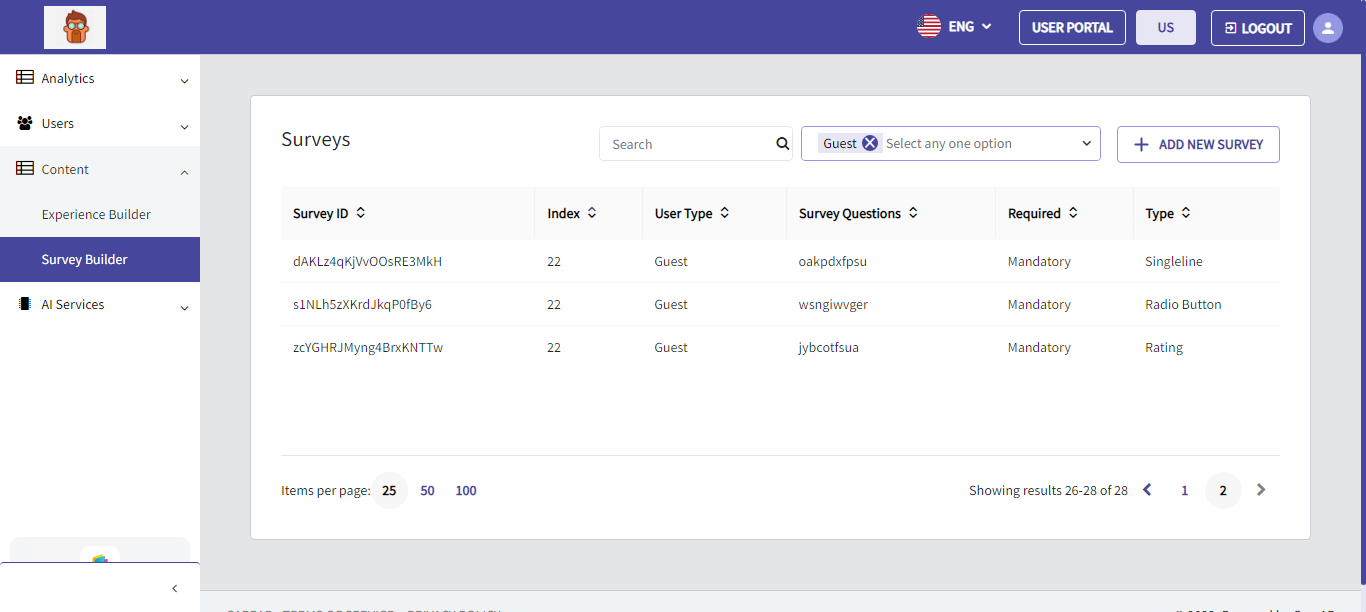 ENG
USER PORTAL
US
LOGOUT
Analytics
Users
Content
Experience Builder
Survey Builder
AI Services
Surveys
Search
Guest Select any one option
ADD NEW SURVEY
Survey ID Index User Type Survey Questions Required Type
dAKLz4qKjVvOOsRE3MkH 22 Guest oakpdxfpsu Mandatory Singleline
s1NLh5zXKrdJkqP0fBy6 22 Guest wsngiwvger Mandatory Radio Button
zcYGHRJMyng4BrxKNTTw 22 Guest jybcotfsua Mandatory Rating
Items per page: 25 50 100
Showing results 26-28 of 28 1 2